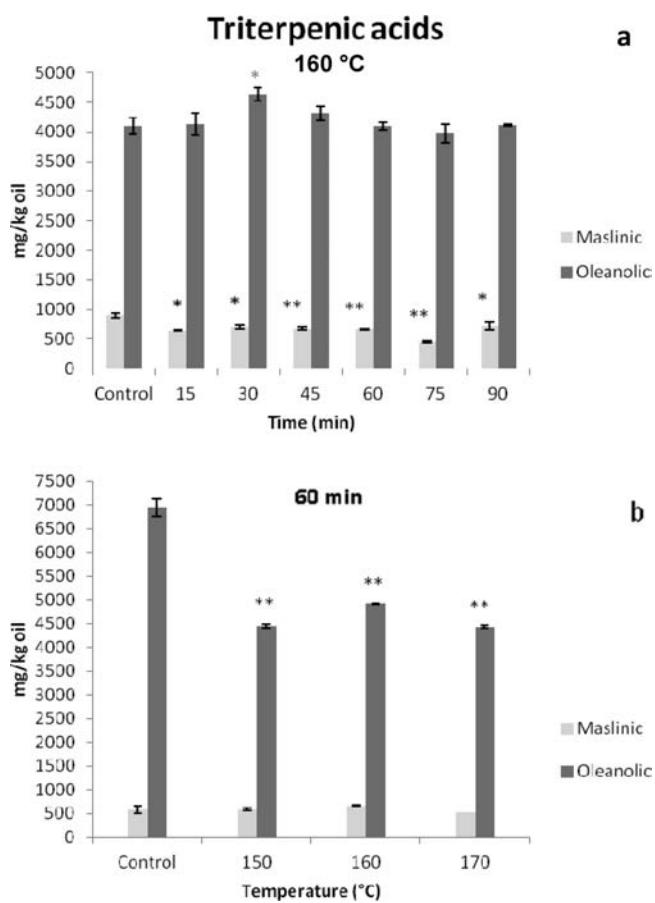 Triterpenic acids
a
160 °C
5000
4500
4000
3500
3000
2500
2000
1500
1000
500
0
mg/kg oil
*
*
*
**
**
**
*
Maslinic
Oleanolic
Control 15 30 45 60 75 90
Time (min)
60 min
b
7500
7000
6500
6000
5500
5000
4500
4000
3500
3000
2500
2000
1500
1000
500
0
mg/kg oil
**
**
**
Maslinic
Oleanolic
Control 150 160 170
Temperature (°C)